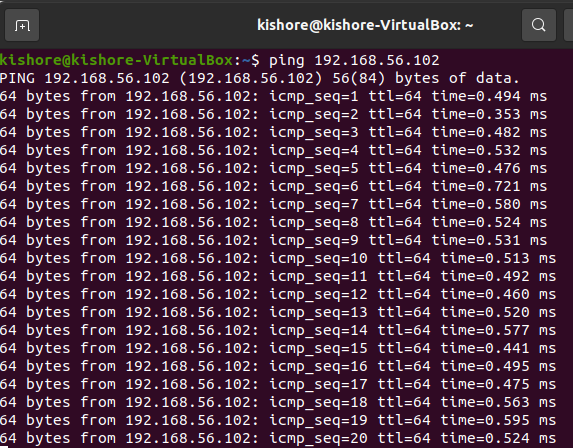 kishore@kishore-VirtualBox: ~
kishore@kishore-VirtualBox:~$ ping 192.168.56.102
PING 192.168.56.102 (192.168.56.102) 56(84) bytes of data.
64 bytes from 192.168.56.102: icmp_seq=1 ttl=64 time=0.494 ms
64 bytes from 192.168.56.102: icmp_seq=2 ttl=64 time=0.353 ms
64 bytes from 192.168.56.102: icmp_seq=3 ttl=64 time=0.482 ms
64 bytes from 192.168.56.102: icmp_seq=4 ttl=64 time=0.532 ms
64 bytes from 192.168.56.102: icmp_seq=5 ttl=64 time=0.476 ms
64 bytes from 192.168.56.102: icmp_seq=6 ttl=64 time=0.721 ms
64 bytes from 192.168.56.102: icmp_seq=7 ttl=64 time=0.580 ms
64 bytes from 192.168.56.102: icmp_seq=8 ttl=64 time=0.524 ms
64 bytes from 192.168.56.102: icmp_seq=9 ttl=64 time=0.531 ms
64 bytes from 192.168.56.102: icmp_seq=10 ttl=64 time=0.513 ms
64 bytes from 192.168.56.102: icmp_seq=11 ttl=64 time=0.492 ms
64 bytes from 192.168.56.102: icmp_seq=12 ttl=64 time=0.460 ms
64 bytes from 192.168.56.102: icmp_seq=13 ttl=64 time=0.520 ms
64 bytes from 192.168.56.102: icmp_seq=14 ttl=64 time=0.577 ms
64 bytes from 192.168.56.102: icmp_seq=15 ttl=64 time=0.441 ms
64 bytes from 192.168.56.102: icmp_seq=16 ttl=64 time=0.495 ms
64 bytes from 192.168.56.102: icmp_seq=17 ttl=64 time=0.475 ms
64 bytes from 192.168.56.102: icmp_seq=18 ttl=64 time=0.563 ms
64 bytes from 192.168.56.102: icmp_seq=19 ttl=64 time=0.595 ms
64 bytes from 192.168.56.102: icmp_seq=20 ttl=64 time=0.524 ms